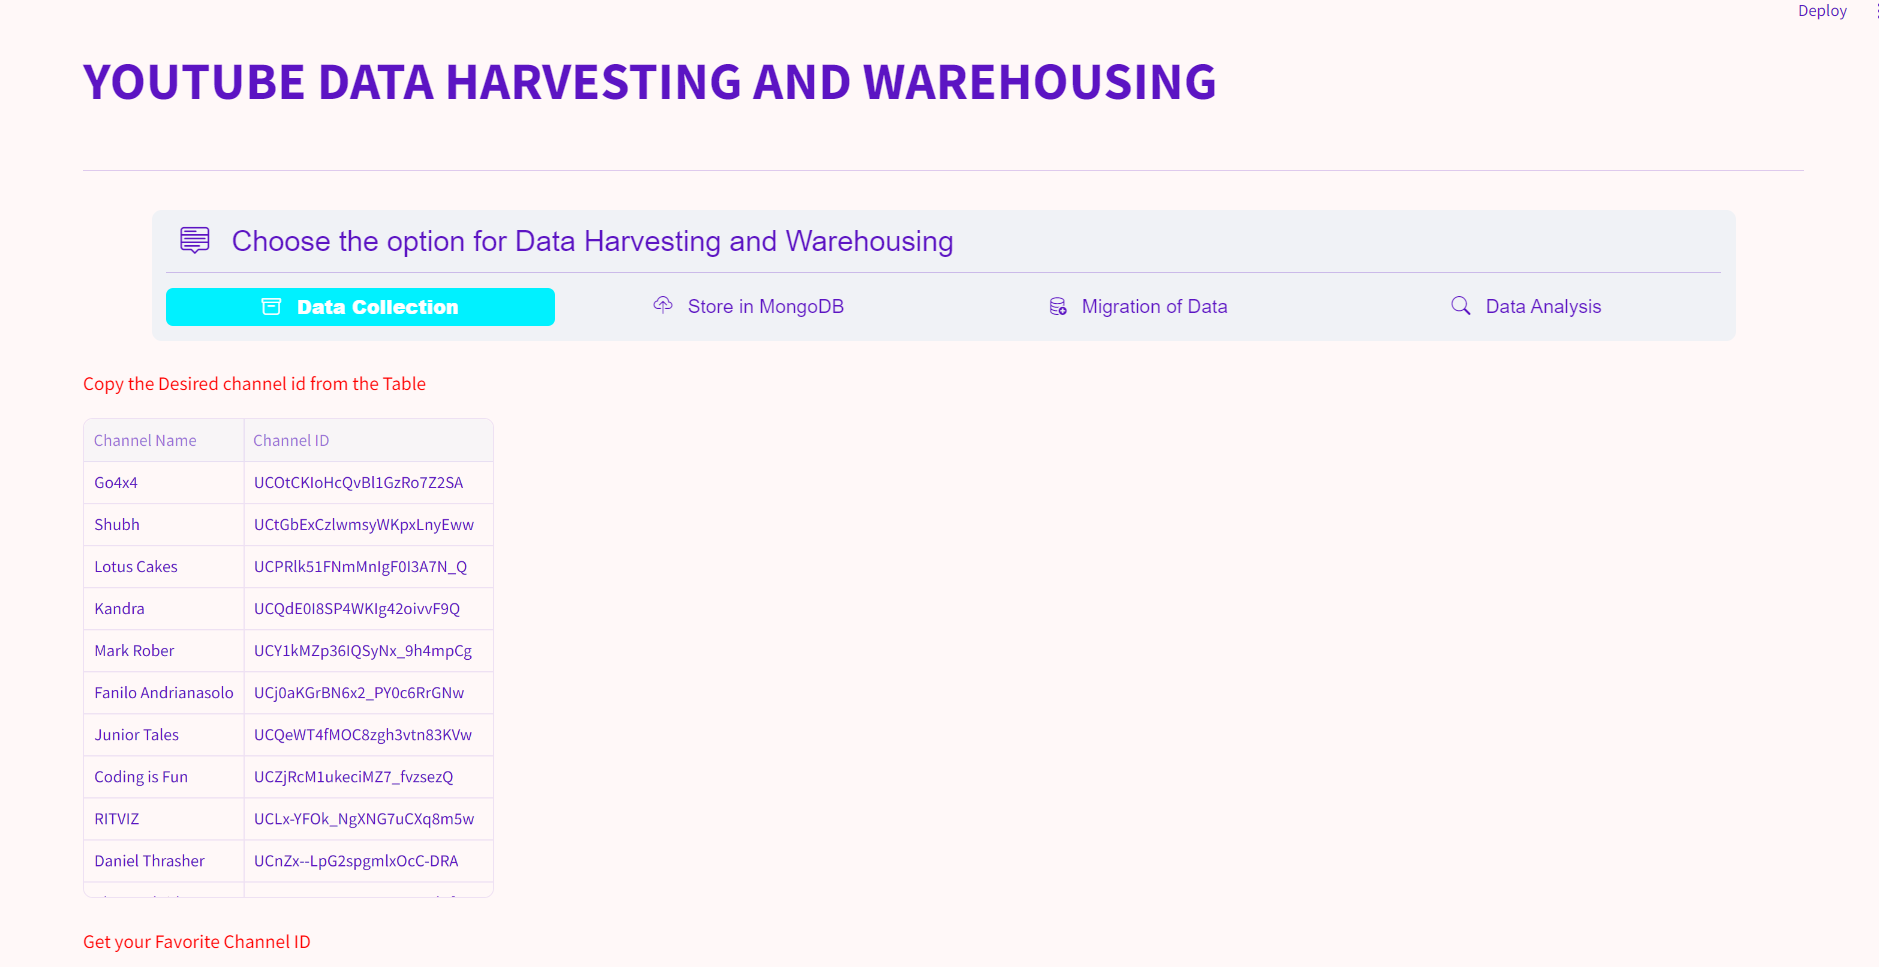 Deploy
YOUTUBE DATA HARVESTING AND WAREHOUSING
Choose the option for Data Harvesting and Warehousing
Data Collection Store in MongoDB Migration of Data Data Analysis
Copy the Desired channel id from the Table
Channel Name Channel ID
Go4x4 UCOtCKIoHcQvBl1GzRo7Z2SA
Shubh UCtGbExCzlwmsyWKpxLnyEww
Lotus Cakes UCPRlk51FNmMnIgF0I3A7N_Q
Kandra UCQdE0I8SP4WKIg42oivvF9Q
Mark Rober UCY1kMZp36IQSyNx_9h4mpCg
Fanilo Andrianasolo UCj0aKGrBN6x2_PY0c6RrGNw
Junior Tales UCQeWT4fMOC8zgh3vtn83KVw
Coding is Fun UCZjRcM1ukeciMZ7_fvzsezQ
RITVIZ UCLx-YFOk_NgXNG7uCXq8m5w
Daniel Thrasher UCnZx--LpG2spgmlxOcC-DRA
Get your Favorite Channel ID